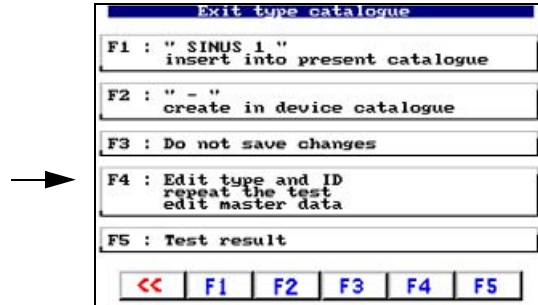 Exit type catalogue
F1 : " SINUS 1 "
insert into present catalogue
F2 : " - "
create in device catalogue
F3 : Do not save changes
F4 : Edit type and ID
repeat the test
edit master data
F5 : Test result
<< F1 F2 F3 F4 F5